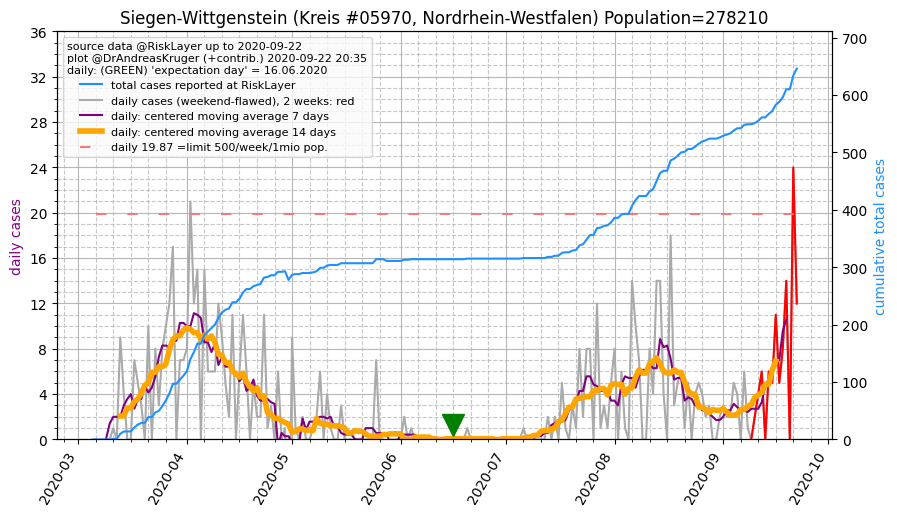 Siegen-Wittgenstein (Kreis #05970, Nordrhein-Westfalen) Population=278210
source data @RiskLayer up to 2020-09-22
plot @DrAndreasKruger (+contrib.) 2020-09-22 20:35
daily: (GREEN) 'expectation day' = 16.06.2020
total cases reported at RiskLayer
daily cases (weekend-flawed), 2 weeks: red
daily: centered moving average 7 days
daily: centered moving average 14 days
daily 19.87 =limit 500/week/1mio pop.
daily cases
36
32
28
24
20
16
12
8
4
0
cumulative total cases
700
600
500
400
300
200
100
0
2020-03
2020-04
2020-05
2020-06
2020-07
2020-08
2020-09
2020-10